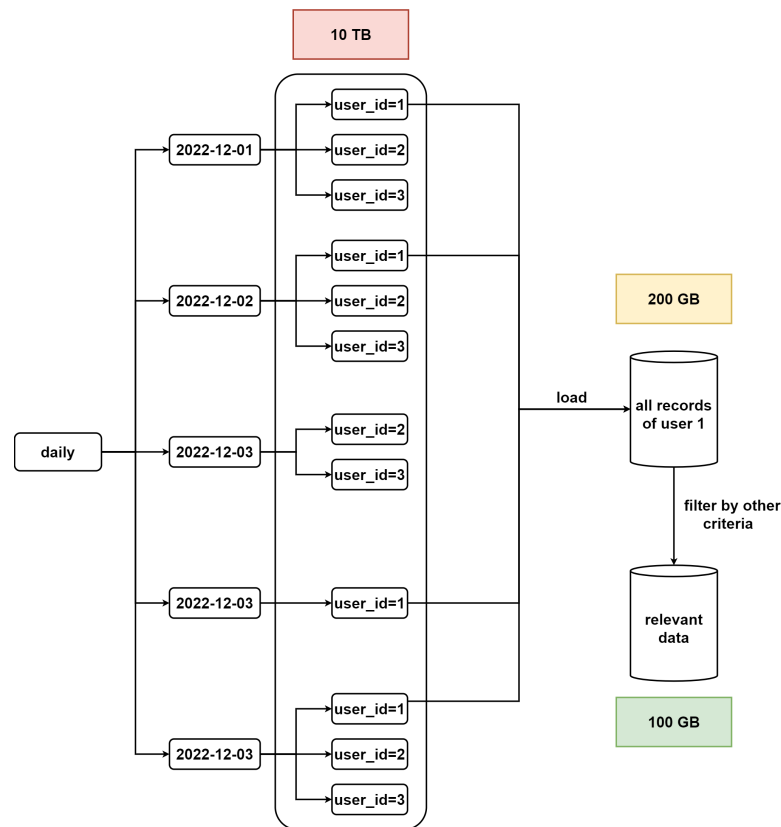 10 TB
user_id=1
2022-12-01
user_id=2
user_id=3
user_id=1
2022-12-02
user_id=2
user_id=3
200 GB
all records
of user 1
load
daily
2022-12-03
user_id=2
user_id=3
filter by other
criteria
2022-12-03
user_id=1
relevant
data
user_id=1
2022-12-03
user_id=2
user_id=3
100 GB